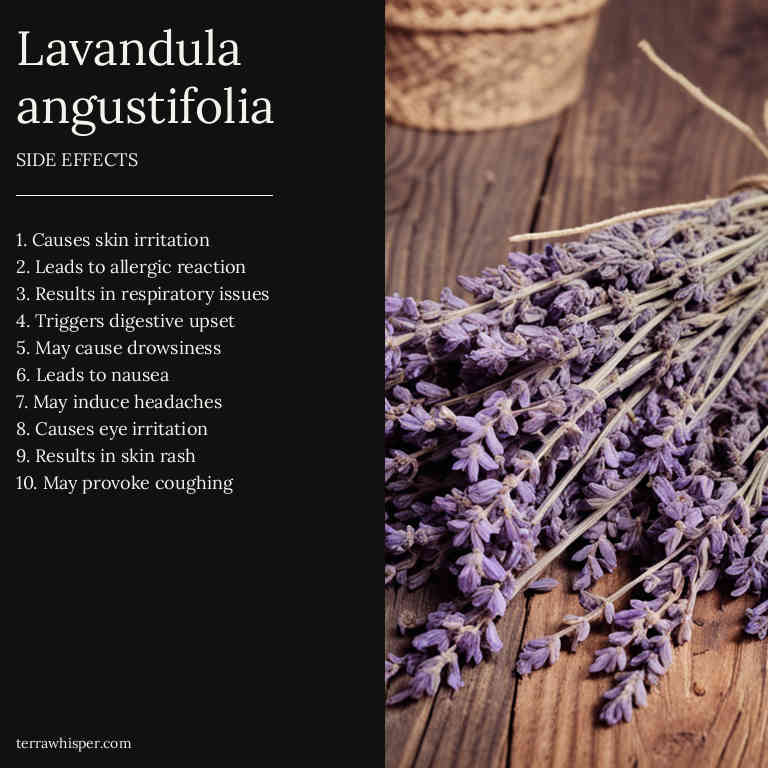 Lavandula
angustifolia
SIDE EFFECTS
1. Causes skin irritation
2. Leads to allergic reaction
3. Results in respiratory issues
4. Triggers digestive upset
5. May cause drowsiness
6. Leads to nausea
7. May induce headaches
8. Causes eye irritation
9. Results in skin rash
10. May provoke coughing
terrawhisper.com